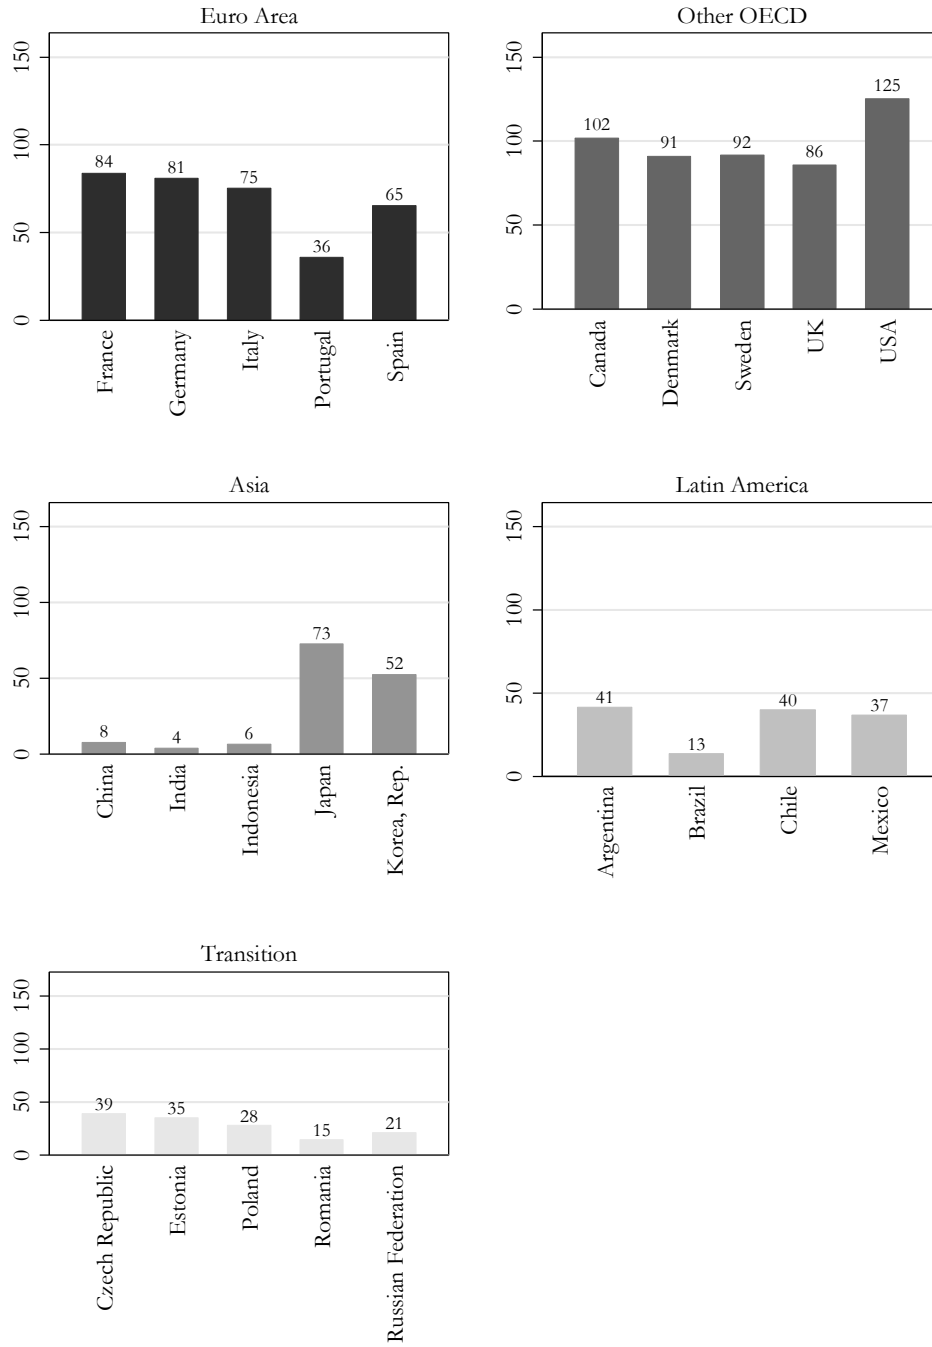 Euro Area
150
100
50
0
84
81
75
36
65
France
Germany
Italy
Portugal
Spain
Other OECD
150
100
50
0
102
91
92
86
125
Canada
Denmark
Sweden
UK
USA
Asia
150
100
50
0
8
4
6
73
52
China
India
Indonesia
Japan
Korea, Rep.
Latin America
150
100
50
0
41
13
40
37
Argentina
Brazil
Chile
Mexico
Transition
150
100
50
0
39
35
28
15
21
Czech Republic
Estonia
Poland
Romania
Russian Federation